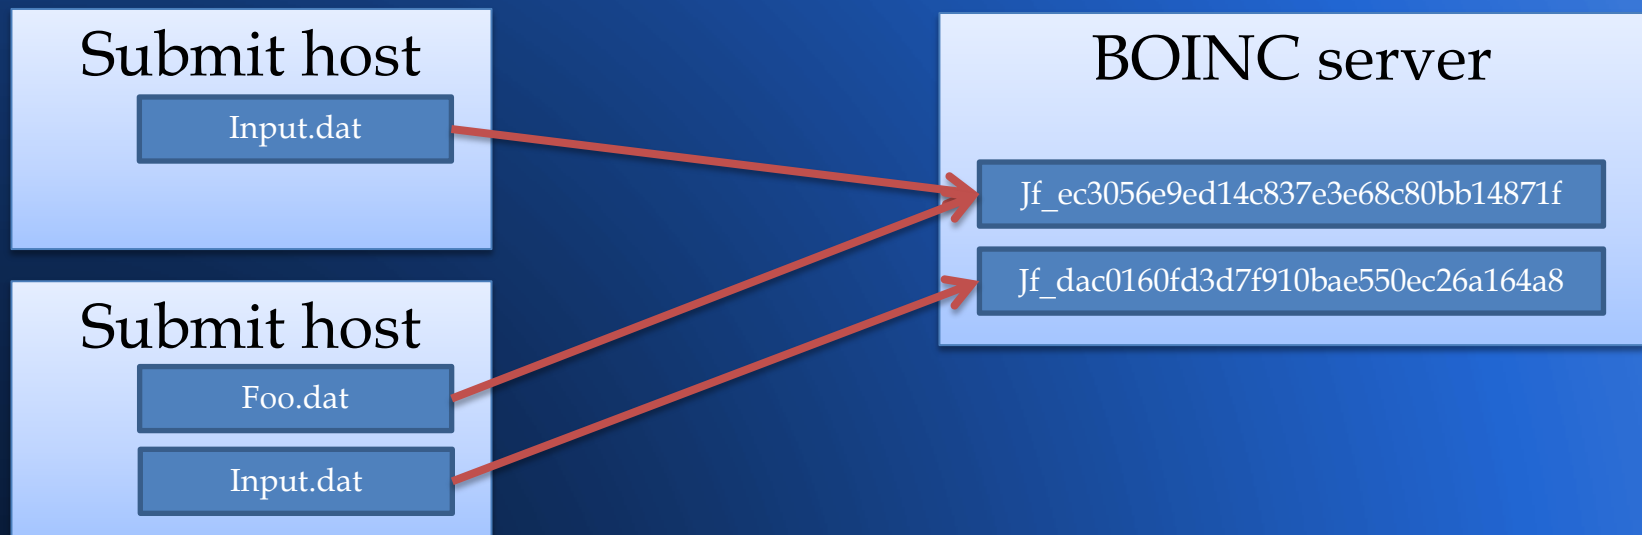 Submit host
Input.dat
Submit host
Foo.dat
Input.dat
BOINC server
Jf_ec3056e9ed14c837e3e68c80bb14871f
Jf_dac0160fd3d7f910bae550ec26a164a8